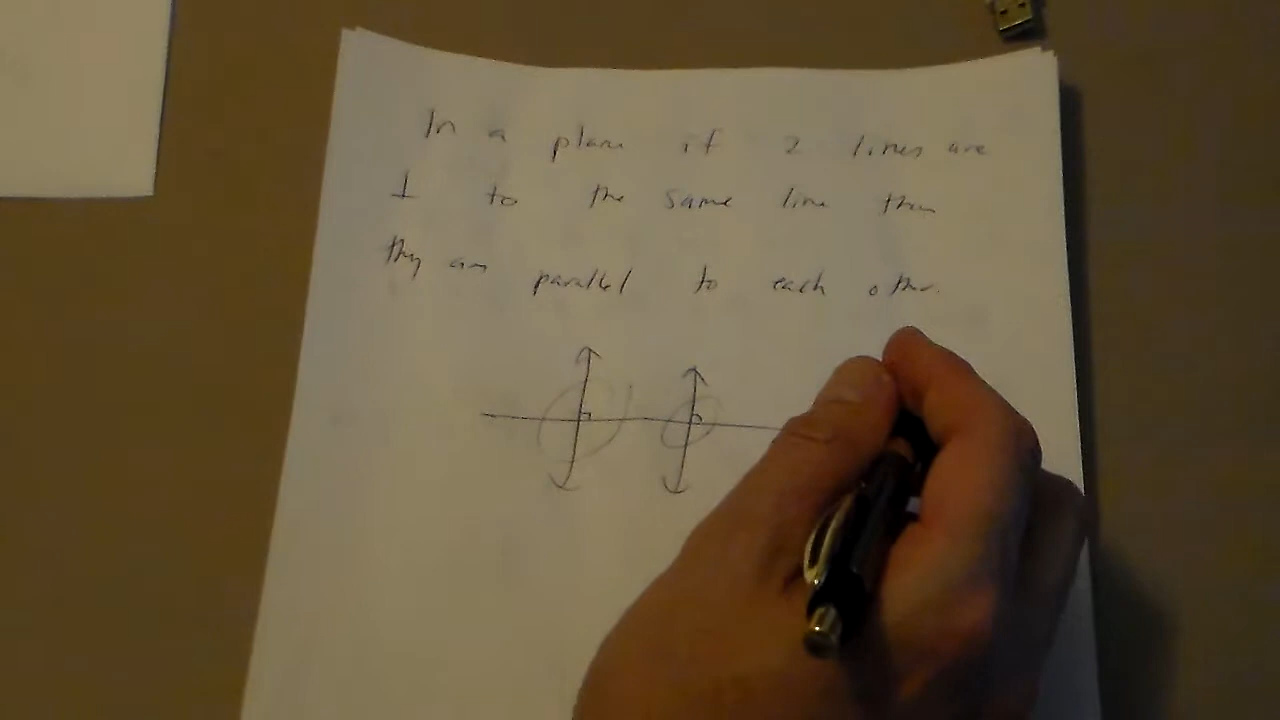 In a plane if 2 lines are
⊥ to the same line then
they are parallel to each other.